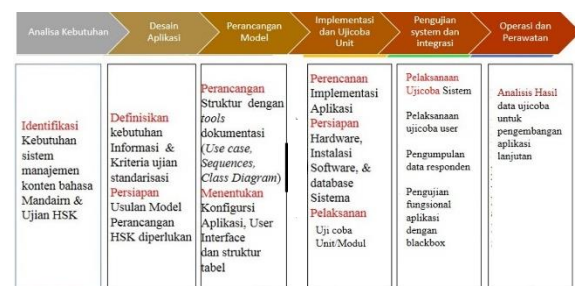 Analisa Kebutuhan
Desain
Aplikasi
Perancangan
Model
Implementasi
dan Ujicoba
Unit
Pengujian
system dan
integrasi
Operasi dan
Perawatan
Identifikasi
Kebutuhan
sistem
manajemen
konten bahasa
Mandairn &
Ujian HSK
Definisikan
kebutuhan
Informasi &
Kriteria ujian
standarisasi
Persiapan
Usulan Model
Perancangan
HSK diperlukan
Perancangan
Struktur dengan
tools
dokumentasi
(Use case,
Sequences,
Class Diagram)
Menentukan
Konfigursi
Aplikasi, User
Interface
dan struktur
tabel
Perencanan
Implementasi
Aplikasi
Persiapan
Hardware,
Instalasi
Software, &
database
Sistema
Pelaksanan
Uji coba
Unit/Modul
Pelaksanaan
Ujicoba Sistem
Pelaksanaan
ujicoba user
Pengumpulan
data responden
Pengujian
fungsional
aplikasi
dengan
blackbox
Analisis Hasil
data ujicoba
untuk
pengembangan
aplikasi
lanjutan